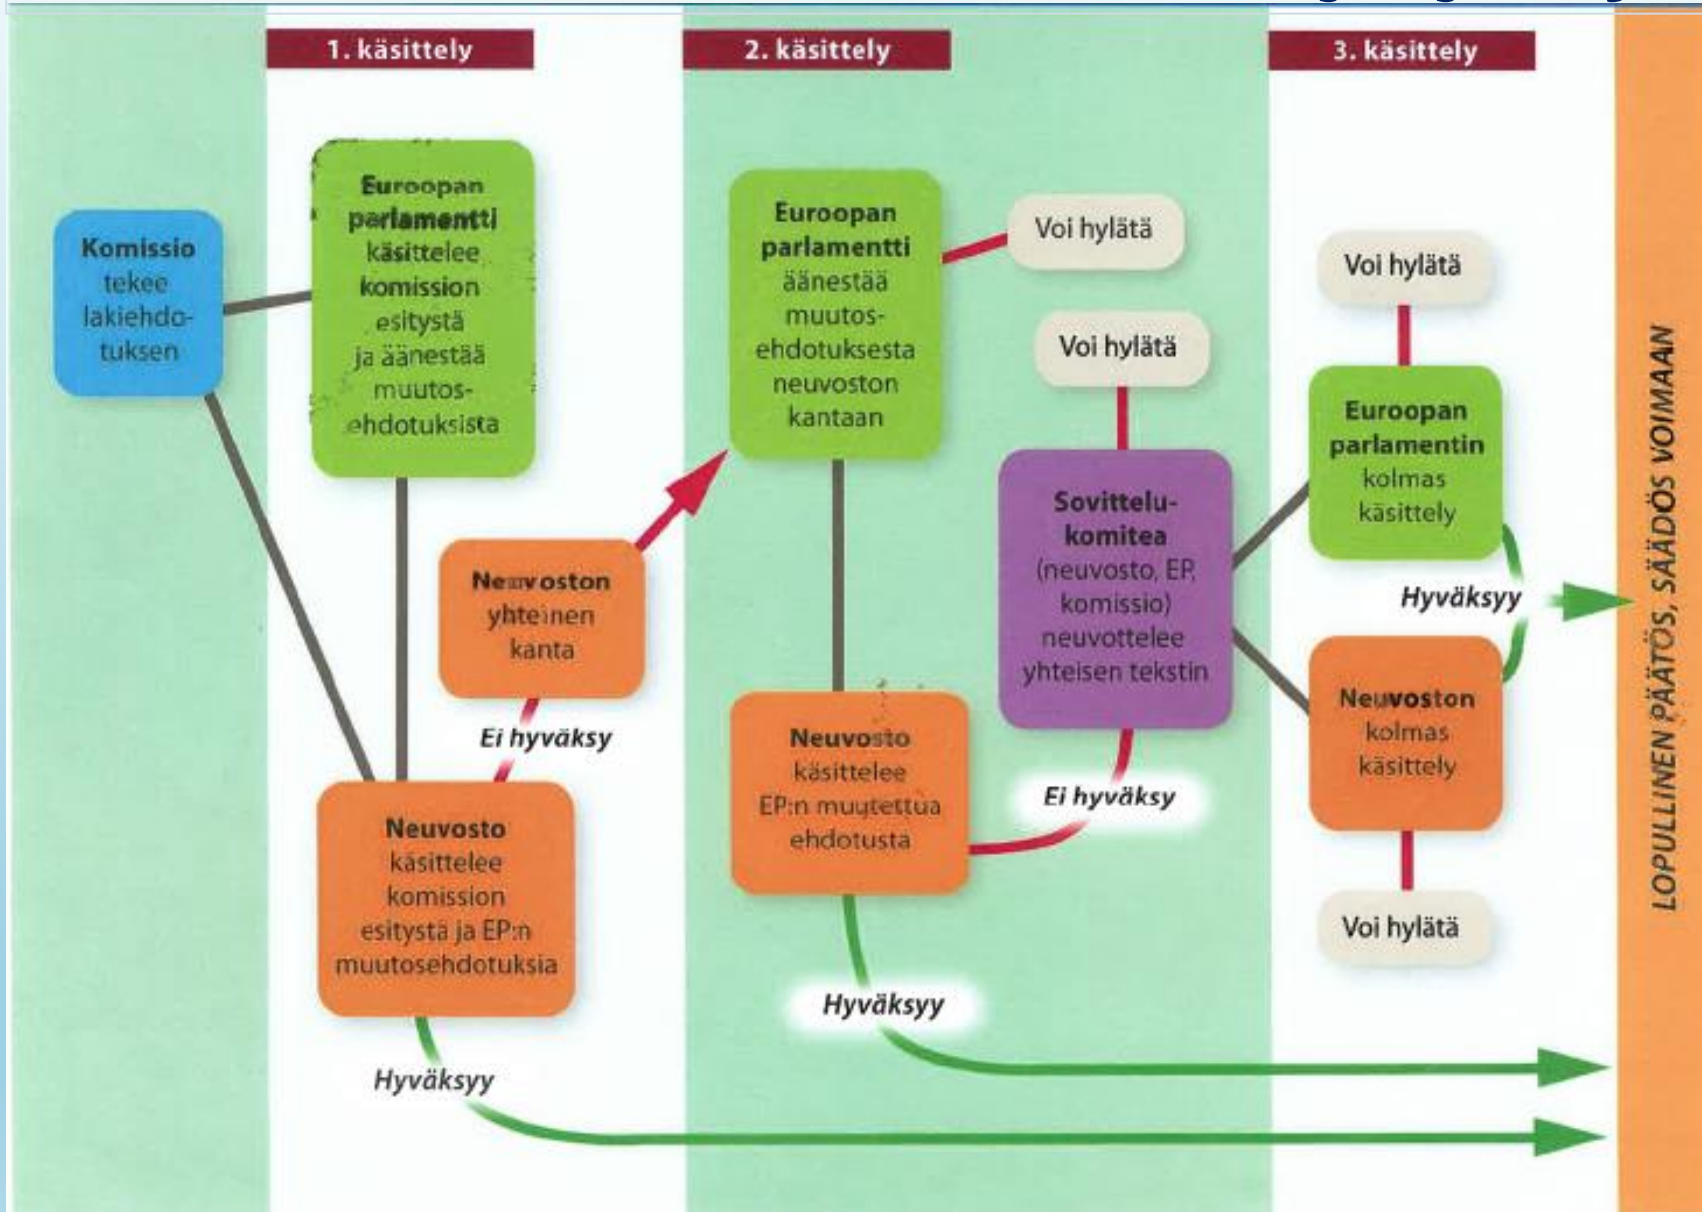 1. käsittely
2. käsittely
3. käsittely
Komissio
tekee
lakiehdo-
tuksen
Euroopan
parlamentti
käsittelee
komission
esitystä
ja äänestää
muutos-
ehdotuksista
Neuvoston
yhteinen
kanta
Ei hyväksy
Neuvosto
käsittelee
komission
esitystä ja EP:n
muutosehdotuksia
Hyväksyy
Euroopan
parlamentti
äänestää
muutos-
ehdotuksesta
neuvoston
kantaan
Voi hylätä
Voi hylätä
Sovittelu-
komitea
(neuvosto, EP,
komissio)
neuvottelee
yhteisen tekstin
Ei hyväksy
Neuvosto
käsittelee
EP:n muutettua
ehdotusta
Hyväksyy
Voi hylätä
Euroopan
parlamentin
kolmas
käsittely
Hyväksyy
Neuvoston
kolmas
käsittely
Voi hylätä
LOPULLINEN PÄÄTÖS, SÄÄDÖS VOIMAAN